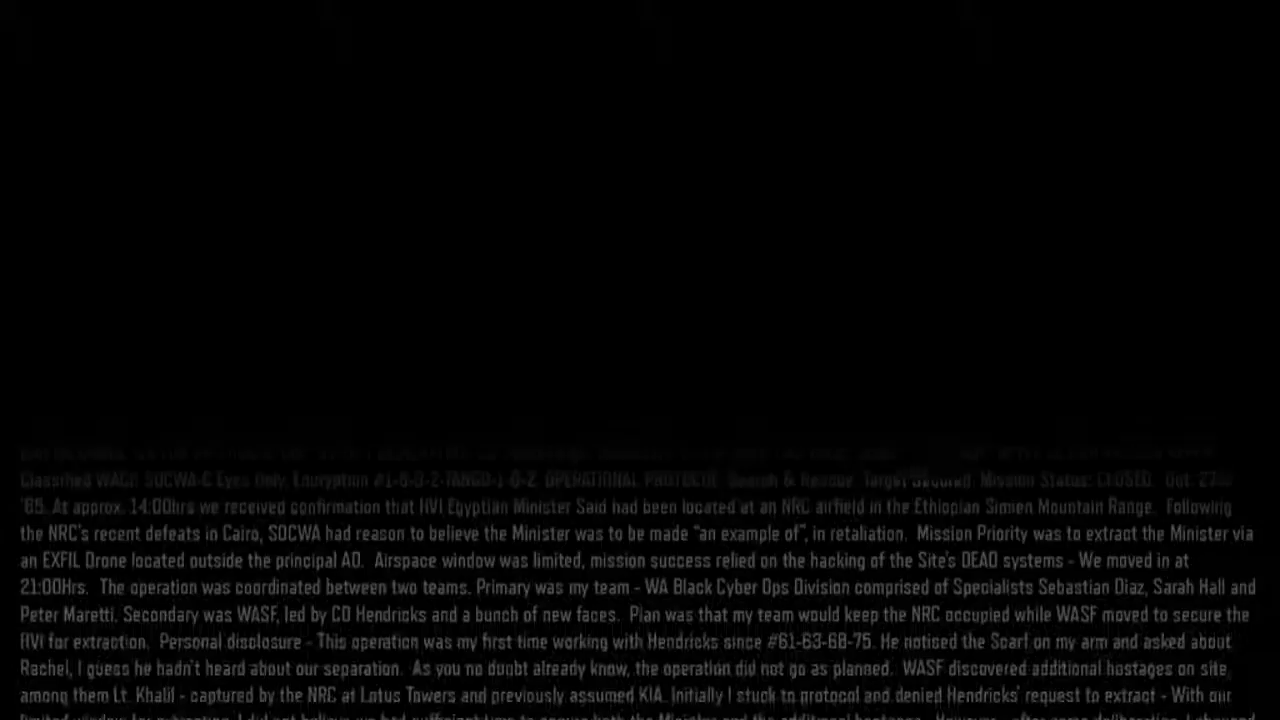 Classified WACH SOCWA-C Eyes Only, Encryption #1-8-0-2-TANGO-1-0-Z. OPERATIONAL Search & Rescue. Target Secured. Mission Status: CLOSED. Oct. 27
'65. At approx. 14:00hrs we received confirmation that HVI Egyptian Minister Said had been located at an NRC airfield in the Ethiopian Simien Mountain Range. Following
the NRC's recent defeats in Cairo, SOCWA had reason to believe the Minister was to be made "an example of", in retaliation. Mission Priority was to extract the Minister via
an EXFIL Drone located outside the principal AO. Airspace window was limited, mission success relied on the hacking of the Site's DEAD systems - We moved in at
21:00Hrs. The operation was coordinated between two teams. Primary was my team - WA Black Cyber Ops Division comprised of Specialists Sebastian Diaz, Sarah Hall and
Peter Maretti. Secondary was WASF, led by CO Hendricks and a bunch of new faces. Plan was that my team would keep the NRC occupied while WASF moved to secure the
HVI for extraction. Personal disclosure - This operation was my first time working with Hendricks since #61-63-6B-75. He noticed the Scarf on my arm and asked about
Rachel, I guess he hadn't heard about our separation. As you no doubt already know, the operation did not go as planned. WASF discovered additional hostages on site,
among them Lt. Khalil - captured by the NRC at Lotus Towers and previously assumed KIA. Initially I stuck to protocol and denied Hendricks' request to extract - With our